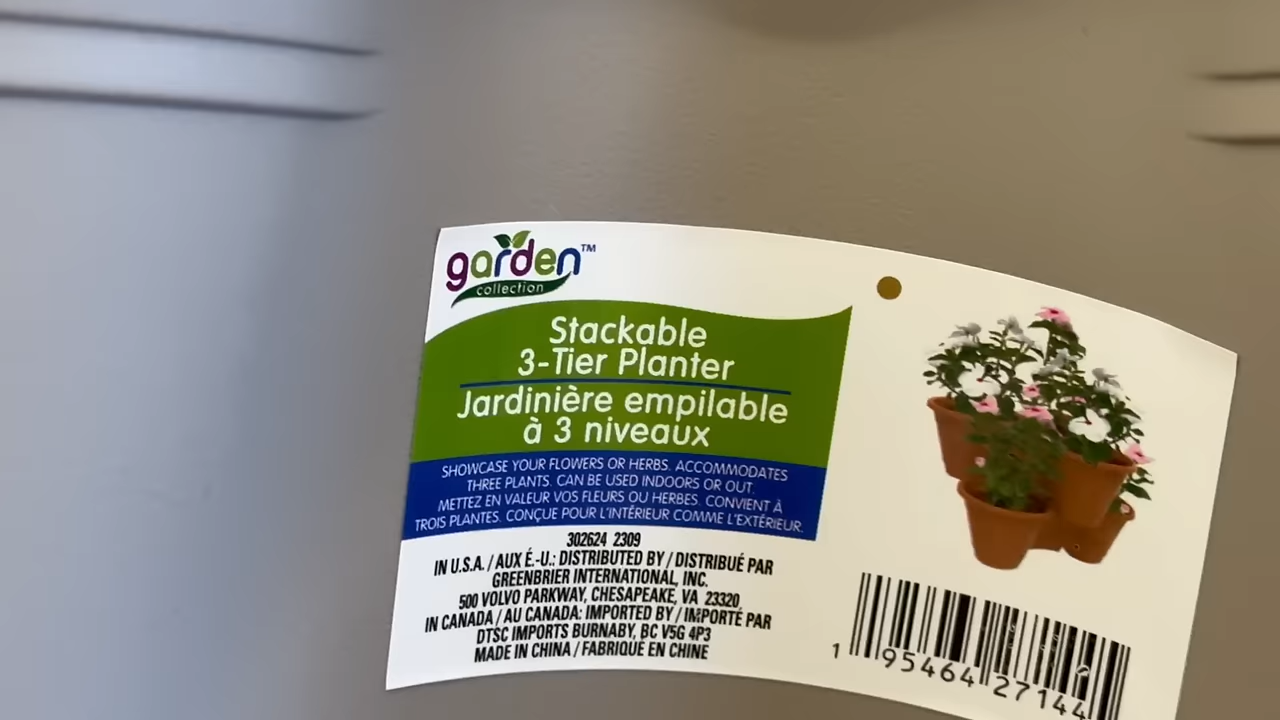 garden™
collection
Stackable
3-Tier Planter
Jardinière empilable
à 3 niveaux
SHOWCASE YOUR FLOWERS OR HERBS. ACCOMMODATES
THREE PLANTS. CAN BE USED INDOORS OR OUT.
METTEZ EN VALEUR VOS FLEURS OU HERBES. CONVIENT À
TROIS PLANTES. CONÇUE POUR L'INTÉRIEUR COMME L'EXTÉRIEUR.
302624 2309
IN U.S.A. / AUX É.-U.: DISTRIBUTED BY / DISTRIBUÉ PAR
GREENBRIER INTERNATIONAL, INC.
500 VOLVO PARKWAY, CHESAPEAKE, VA 23320
IN CANADA / AU CANADA: IMPORTED BY / IMPORTÉ PAR
DTSC IMPORTS BURNABY, BC V5G 4P3
MADE IN CHINA / FABRIQUÉ EN CHINE
1 95464 27144